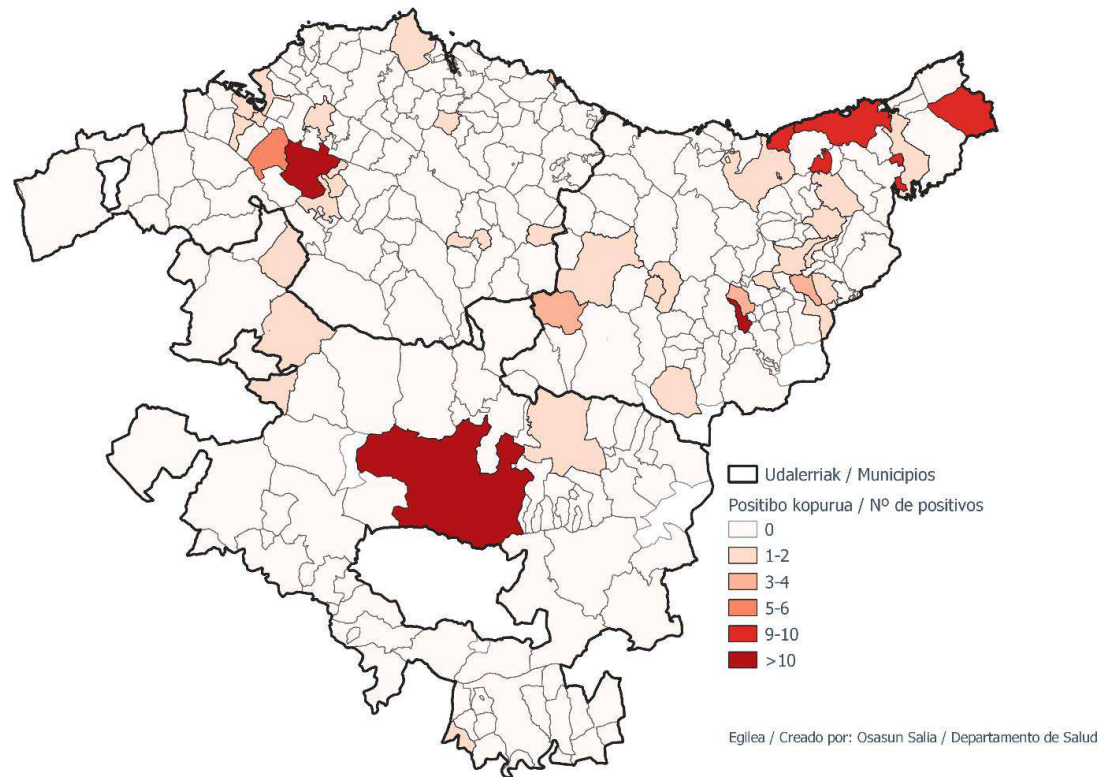 Udalerriak / Municipios
Positibo kopurua / Nº de positivos
0
1-2
3-4
5-6
9-10
>10
Egilea / Creado por: Osasun Salia / Departamento de Salud